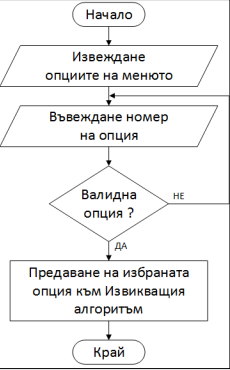 Начало
Извеждане
опциите на менюто
Въвеждане номер
на опция
Валидна
опция ?
НЕ
ДА
Предаване на избраната
опция към Извикващия
алгоритъм
Край